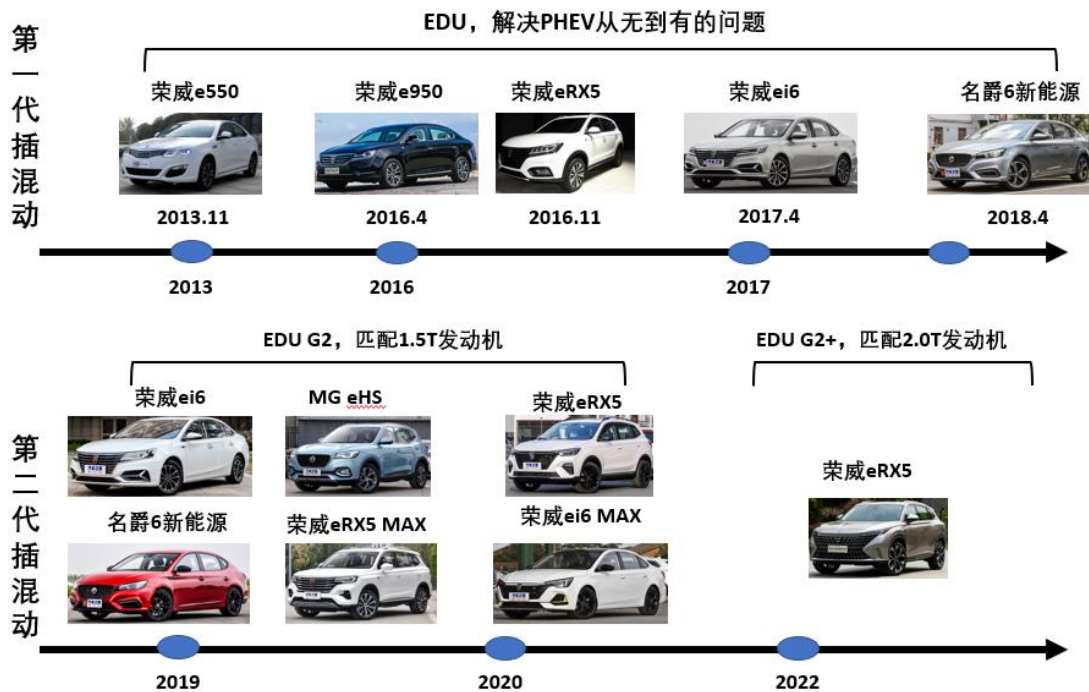 第一代插混动
EDU，解决PHEV从无到有的问题
荣威e550
荣威e950
荣威eRX5
荣威ei6
名爵6新能源
2013.11
2016.4
2016.11
2017.4
2018.4
2013
2016
2017
第二代插混动
EDU G2，匹配1.5T发动机
EDU G2+，匹配2.0T发动机
荣威ei6
MG eHS
荣威eRX5
荣威eRX5
名爵6新能源
荣威eRX5 MAX
荣威ei6 MAX
2019
2020
2022